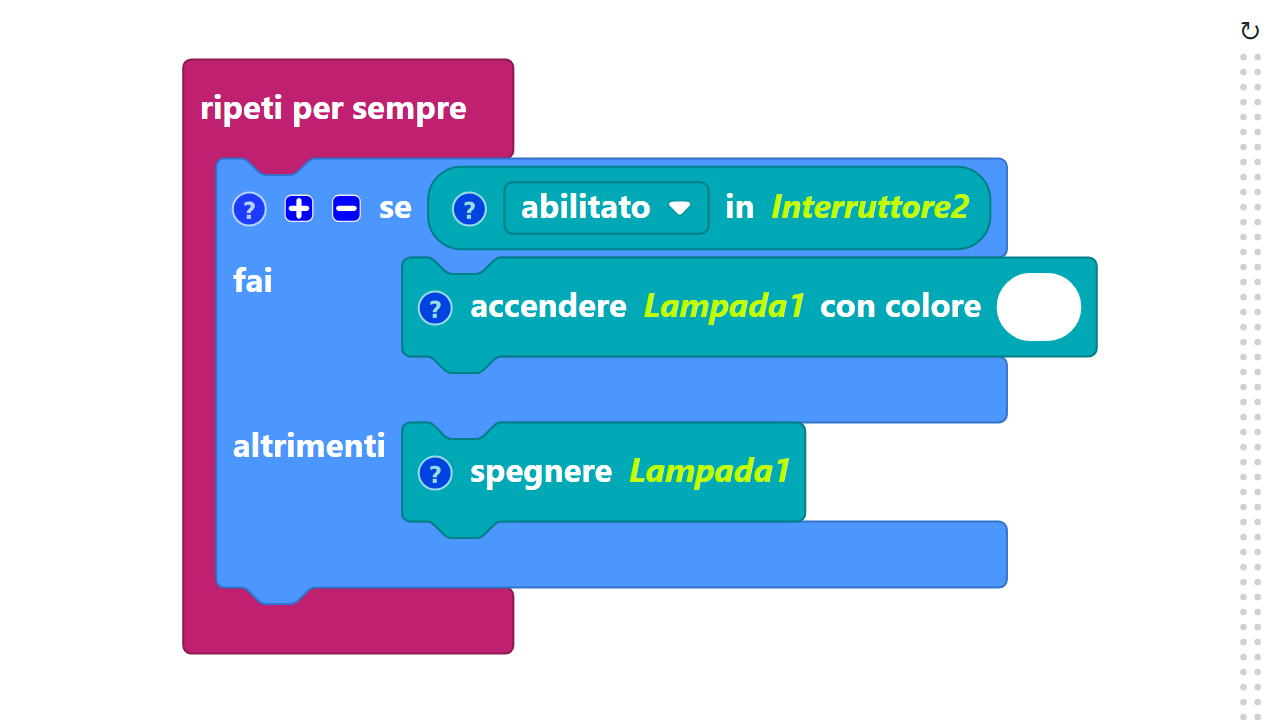 ripeti per sempre
? se ? abilitato in Interruttore2
fai
? accendere Lampada1 con colore
altrimenti
? spegnere Lampada1